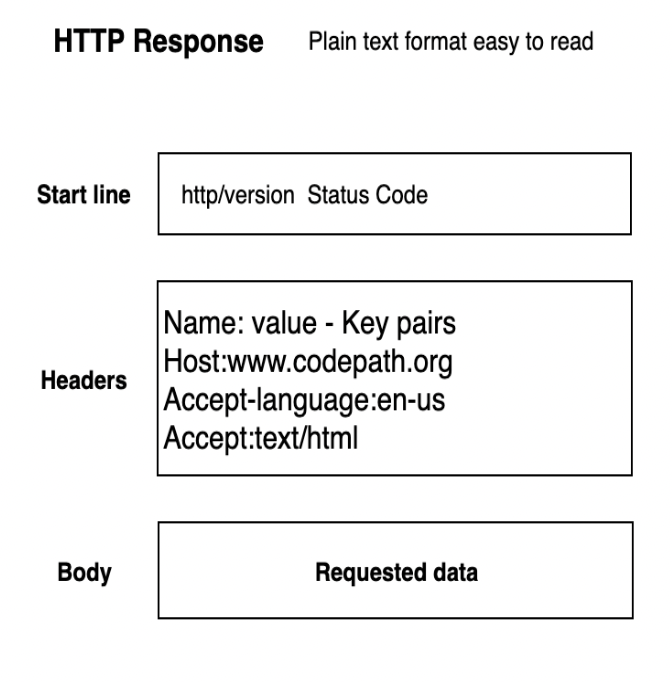 HTTP Response Plain text format easy to read
Start line http/version Status Code
Name: value - Key pairs
Host:www.codepath.org
Headers
Accept-language:en-us
Accept:text/html
Body Requested data